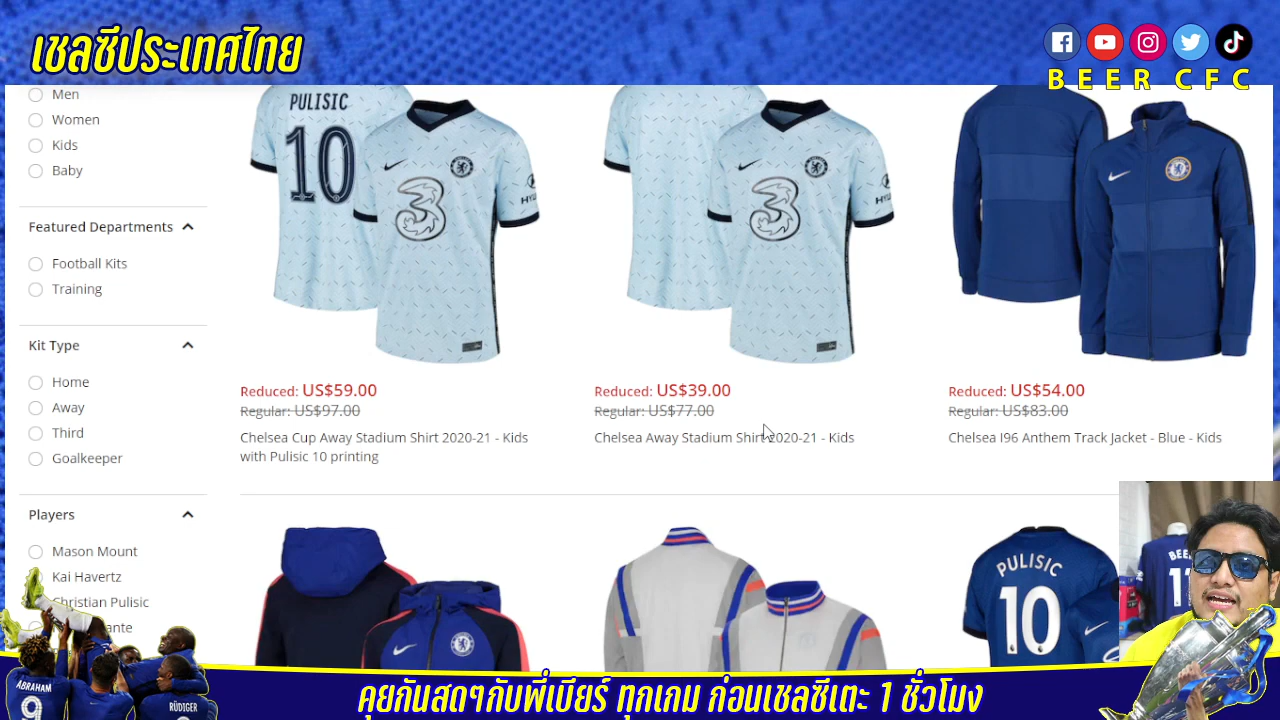 เชลซีประเทศไทย
BEER CFC
Men
Women
Kids
Baby
Featured Departments
Football Kits
Training
Kit Type
Home
Away
Third
Goalkeeper
Players
Mason Mount
Kai Havertz
Christian Pulisic
PULISIC
10
3
3
Reduced: US$59.00
Regular: US$97.00
Chelsea Cup Away Stadium Shirt 2020-21 - Kids
with Pulisic 10 printing
Reduced: US$39.00
Regular: US$77.00
Chelsea Away Stadium Shirt 2020-21 - Kids
Reduced: US$54.00
Regular: US$83.00
Chelsea I96 Anthem Track Jacket - Blue - Kids
PULISIC
10
ABRAHAM
9
RÜDIGER
คุยกันสดๆกับพี่เบียร์ ทุกเกม ก่อนเชลซีเตะ 1 ชั่วโมง